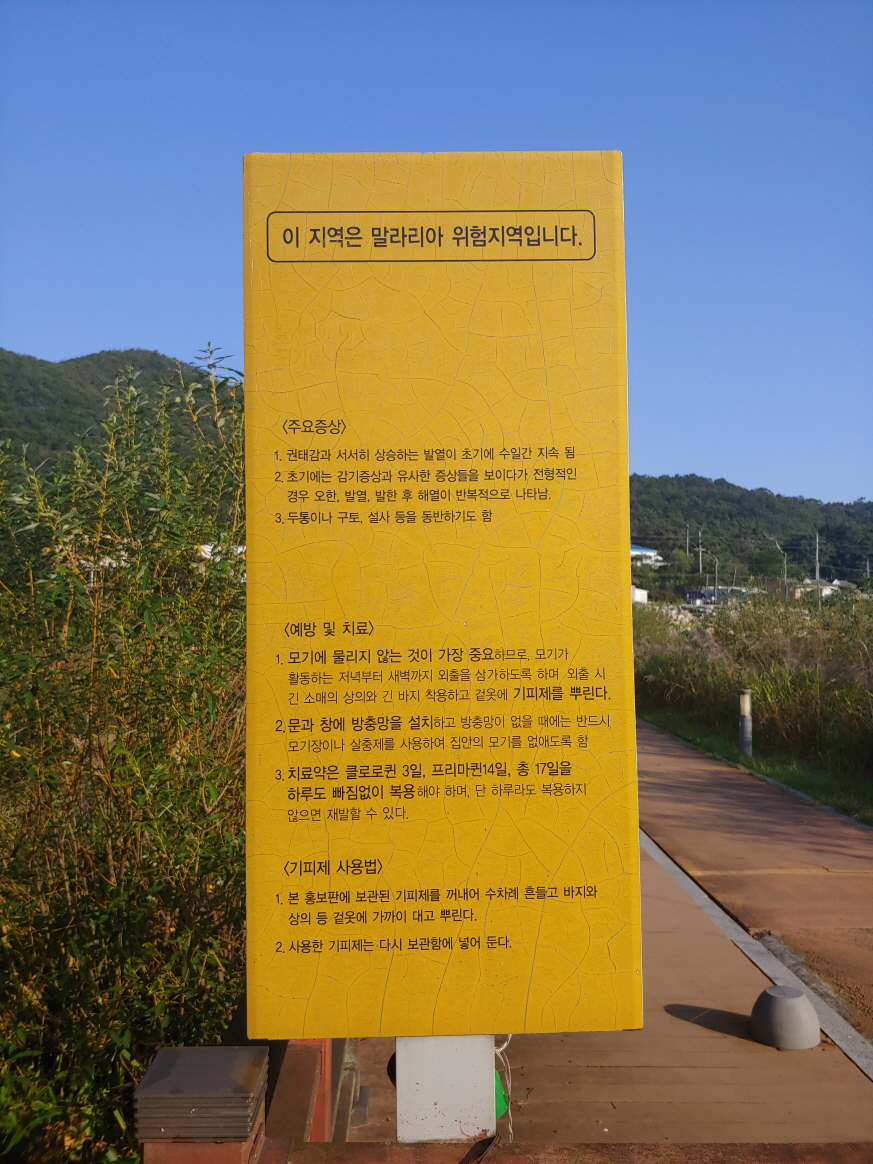 이 지역은 말라리아 위험지역입니다.
〈주요증상〉
1. 권태감과 서서히 상승하는 발열이 초기에 수일간 지속 됨
2. 초기에는 감기증상과 유사한 증상들을 보이다가 전형적인
경우 오한, 발열, 발한 후 해열이 반복적으로 나타남.
3. 두통이나 구토, 설사 등을 동반하기도 함
〈예방 및 치료〉
1. 모기에 물리지 않는 것이 가장 중요하므로, 모기가
활동하는 저녁부터 새벽까지 외출을 삼가하도록 하며 외출 시
긴 소매의 상의와 긴 바지 착용하고 겉옷에 기피제를 뿌린다.
2. 문과 창에 방충망을 설치하고 방충망이 없을 때에는 반드시
모기장이나 살충제를 사용하여 집안의 모기를 없애도록 함
3. 치료약은 클로로퀸 3일, 프리마퀸14일, 총 17일을
하루도 빠짐없이 복용해야 하며, 단 하루라도 복용하지
않으면 재발할 수 있다.
〈기피제 사용법〉
1. 본 홍보판에 보관된 기피제를 꺼내어 수차례 흔들고 바지와
상의 등 겉옷에 가까이 대고 뿌린다.
2. 사용한 기피제는 다시 보관함에 넣어 둔다.